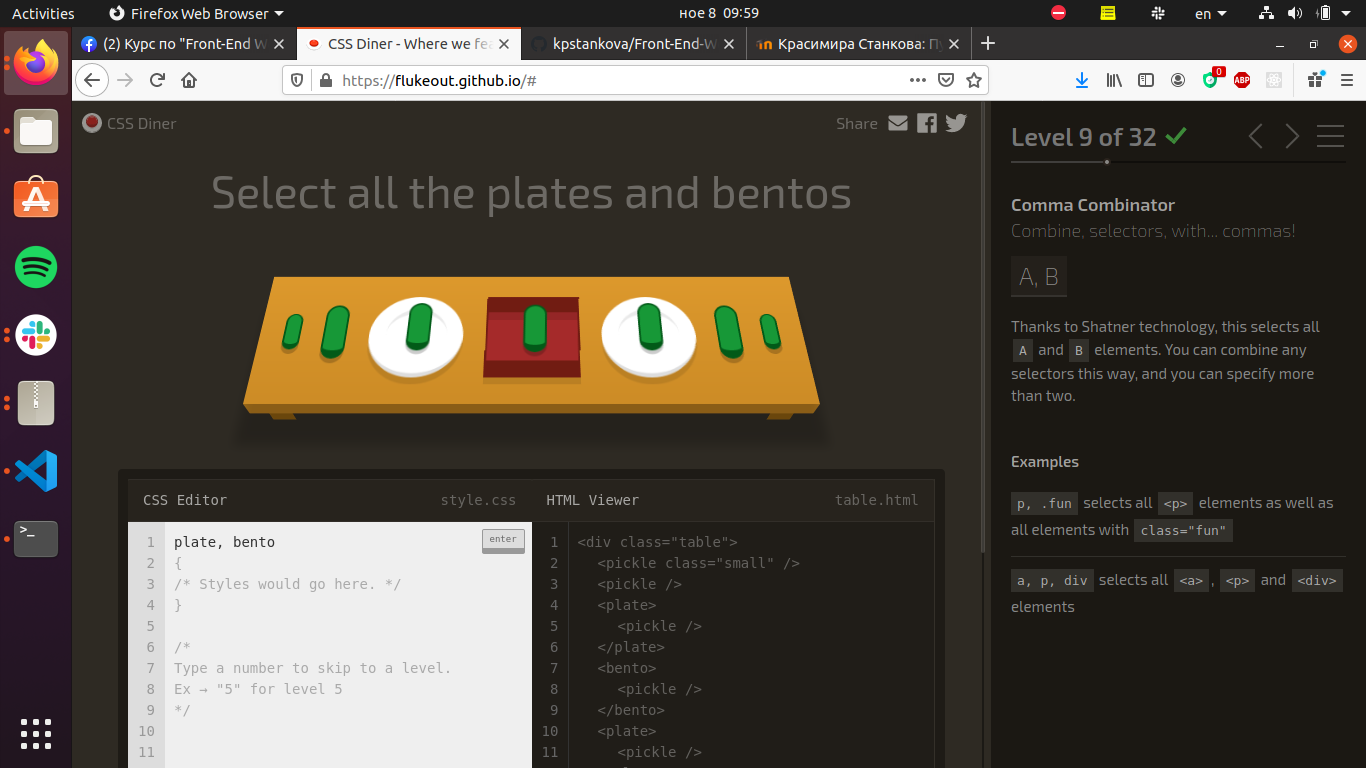 Activities
Firefox Web Browser
ное 8 09:59
en
(2) Курс по "Front-End W
CSS Diner - Where we fea
kpstankova/Front-End-W
Красимира Станкова: П
https://flukeout.github.io/#
0
ABP
CSS Diner
Share
Select all the plates and bentos
CSS Editor
style.css
HTML Viewer
table.html
enter
1 plate, bento
2 {
3 /* Styles would go here. */
4 }
5
6 /*
7 Type a number to skip to a level.
8 Ex → "5" for level 5
9 */
10
11
1 <div class="table">
2 <pickle class="small" />
3 <pickle />
4 <plate>
5 <pickle />
6 </plate>
7 <bento>
8 <pickle />
9 </bento>
10 <plate>
11 <pickle />
Level 9 of 32
Comma Combinator
Combine, selectors, with... commas!
A, B
Thanks to Shatner technology, this selects all
A and B elements. You can combine any
selectors this way, and you can specify more
than two.
Examples
p, .fun selects all <p> elements as well as
all elements with class="fun"
a, p, div selects all <a>, <p> and <div>
elements